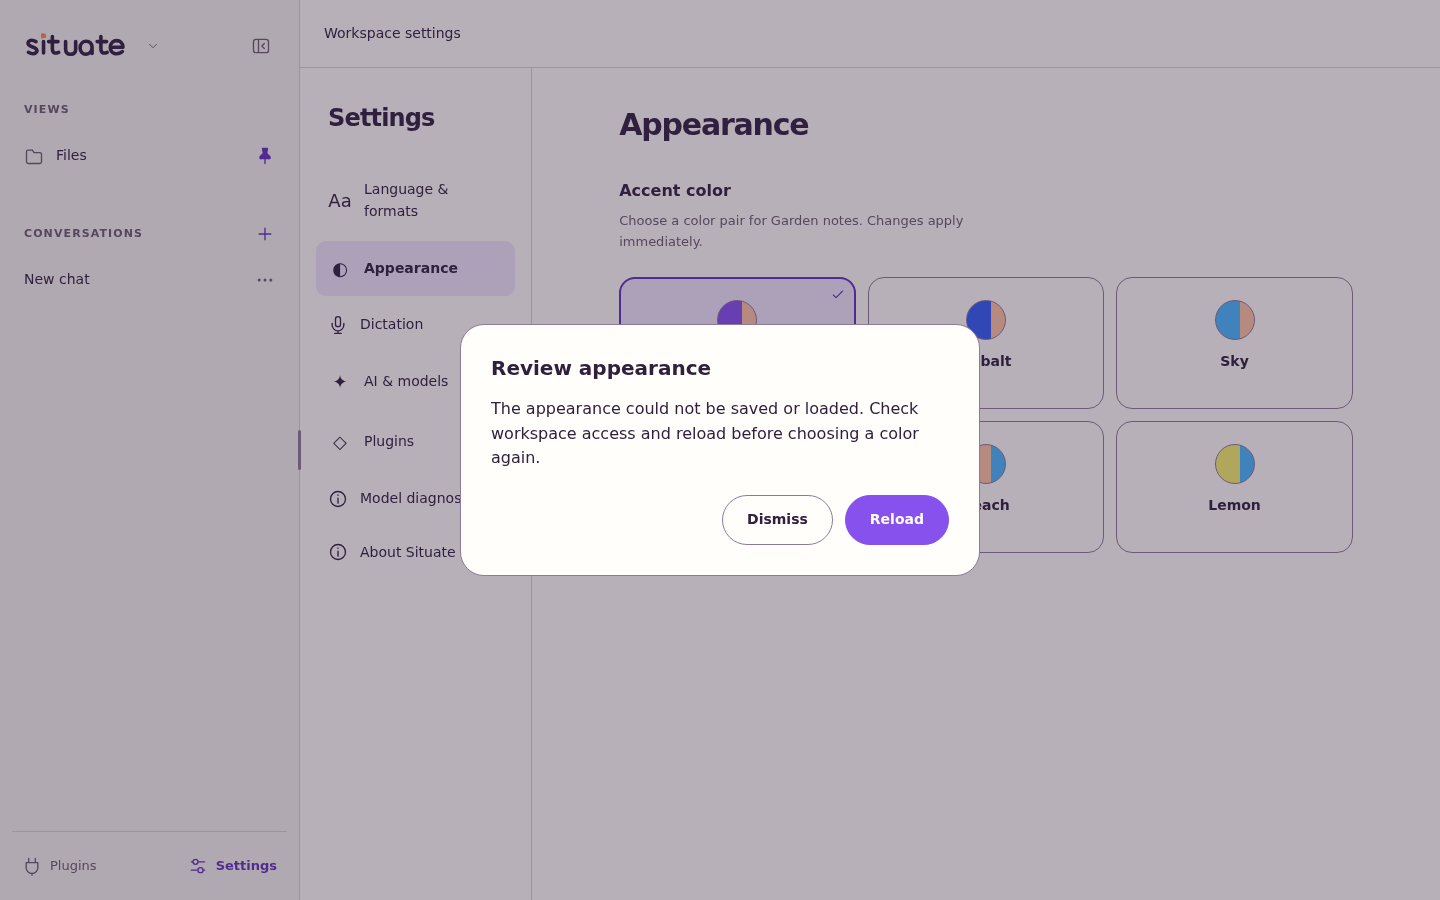 situate
VIEWS
Files
CONVERSATIONS
New chat
Plugins
Settings
Workspace settings
Settings
Aa
Language &
formats
Appearance
Dictation
AI & models
Plugins
Model diagnos
About Situate
Appearance
Accent color
Choose a color pair for Garden notes. Changes apply
immediately.
balt
Sky
each
Lemon
Review appearance
The appearance could not be saved or loaded. Check
workspace access and reload before choosing a color
again.
Dismiss
Reload